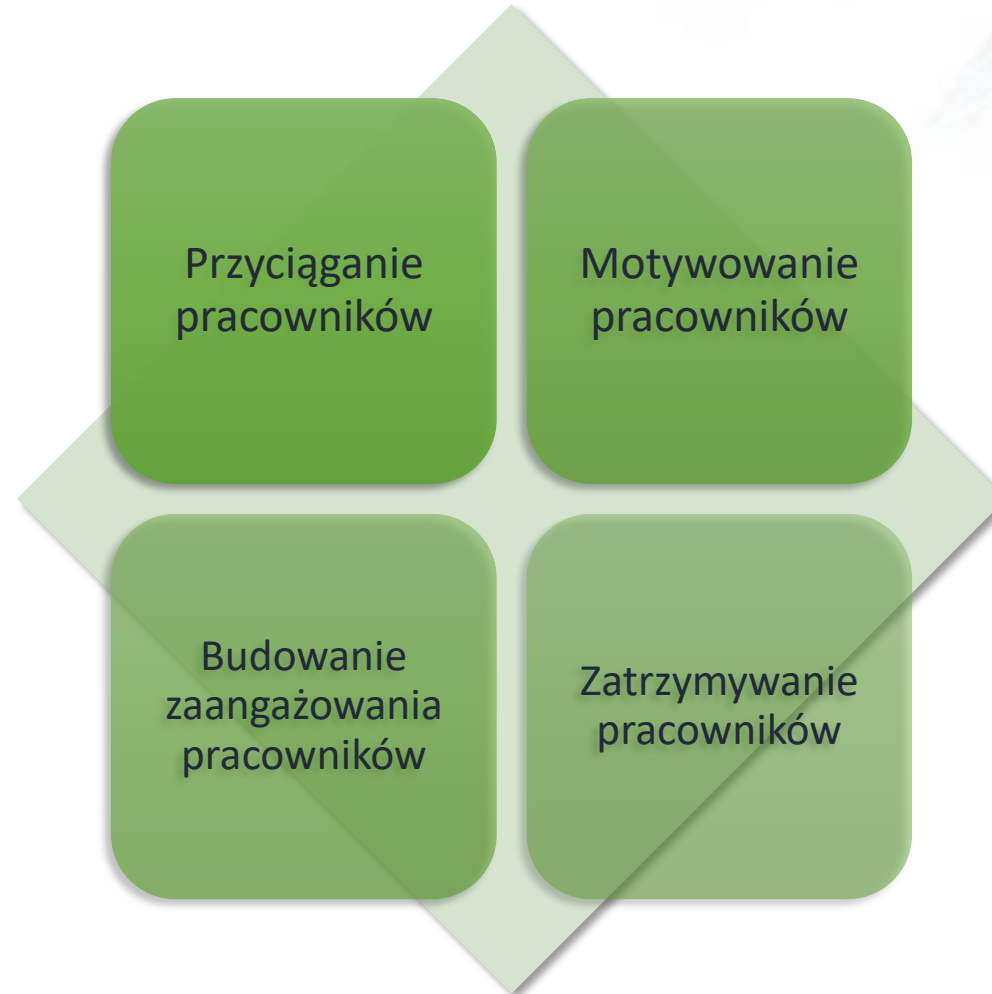 Przyciąganie
pracowników
Motywowanie
pracowników
Budowanie
zaangażowania
pracowników
Zatrzymywanie
pracowników